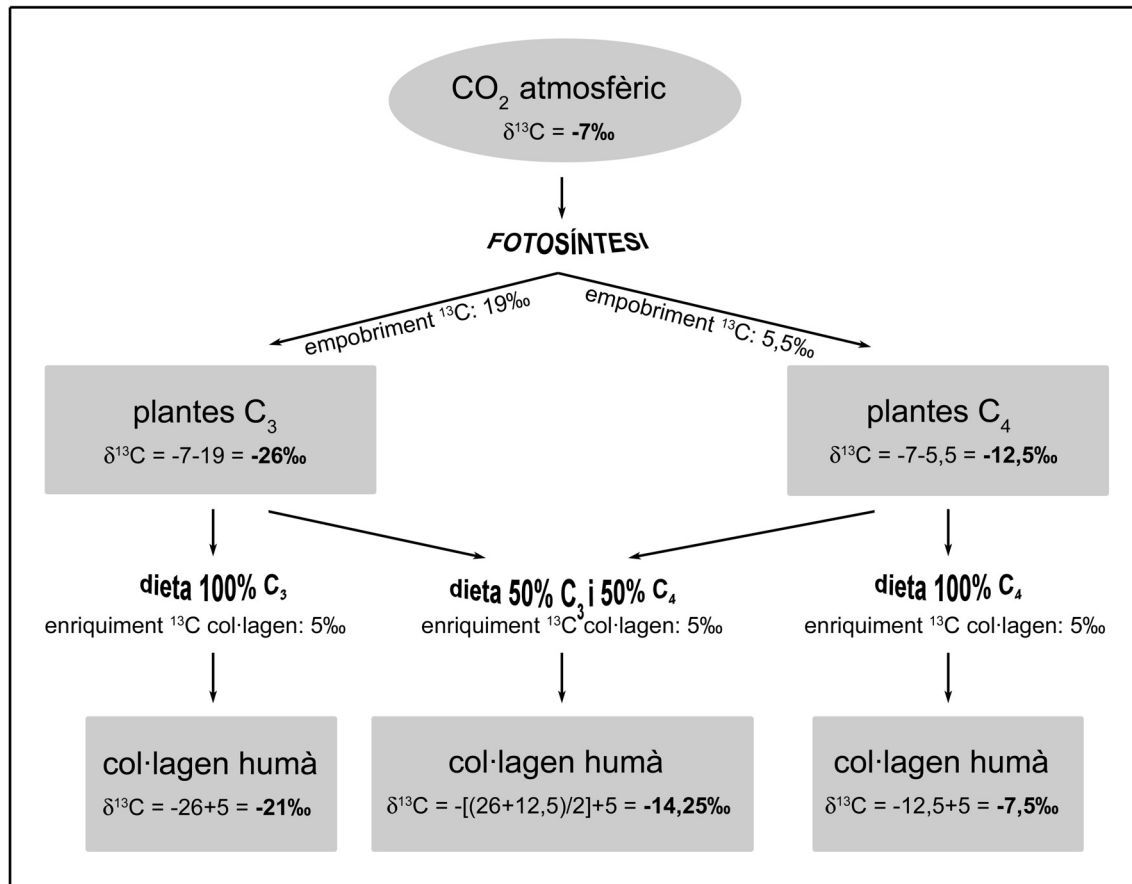 CO₂ atmosfèric
δ¹³C = -7‰
FOTOSÍNTESI
empobriment ¹³C: 19‰
empobriment ¹³C: 5,5‰
plantes C₃
δ¹³C = -7-19 = -26‰
plantes C₄
δ¹³C = -7-5,5 = -12,5‰
dieta 100% C₃
enriquiment ¹³C col·lagen: 5‰
dieta 50% C₃ i 50% C₄
enriquiment ¹³C col·lagen: 5‰
dieta 100% C₄
enriquiment ¹³C col·lagen: 5‰
col·lagen humà
δ¹³C = -26+5 = -21‰
col·lagen humà
δ¹³C = -[(26+12,5)/2]+5 = -14,25‰
col·lagen humà
δ¹³C = -12,5+5 = -7,5‰